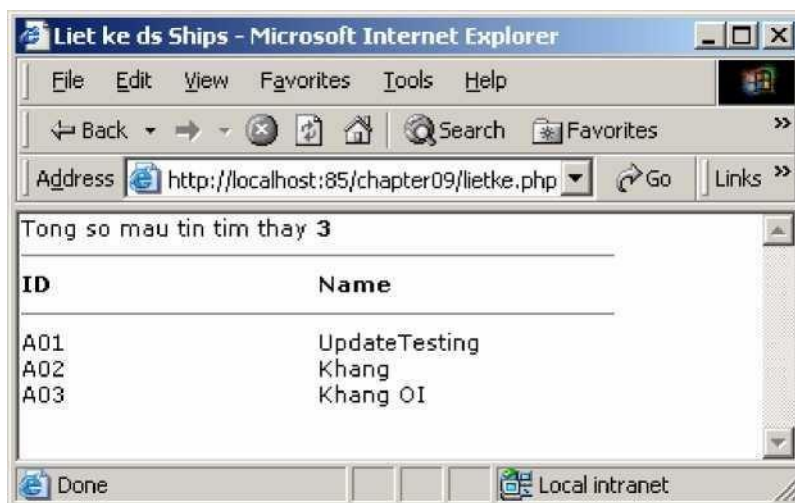 Liet ke ds Ships - Microsoft Internet Explorer
File Edit View Favorites Tools Help
Back Search Favorites »
Address http://localhost:85/chapter09/lietke.php Go Links »
Tong so mau tin tim thay 3
ID Name
A01 UpdateTesting
A02 Khang
A03 Khang OI
Done Local intranet